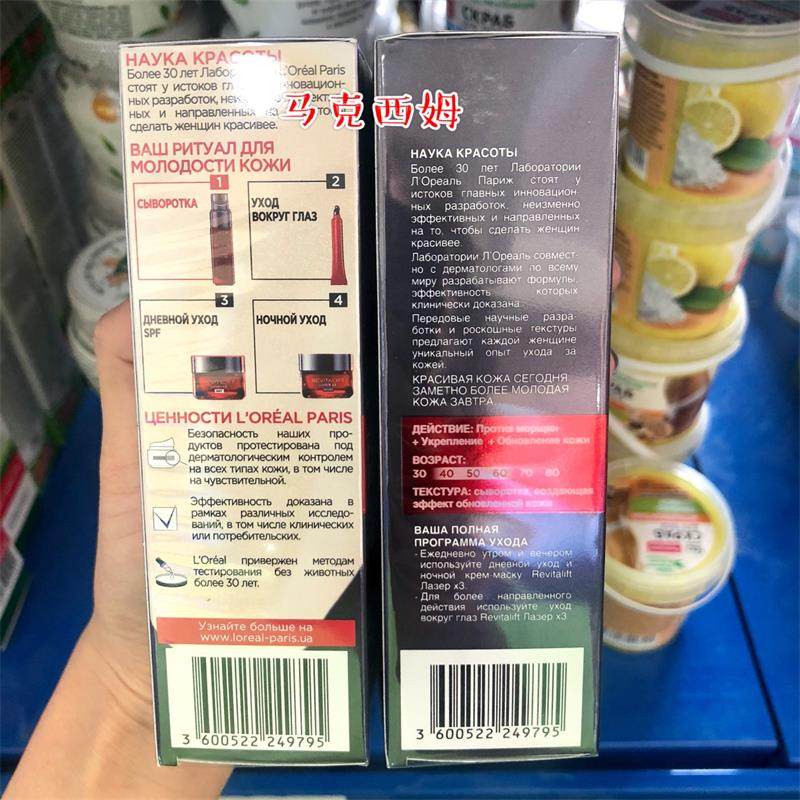 НАУКА КРАСОТЫ
Более 30 лет L'Oréal Paris
стоят у истоков
ных разработок,
ных и направленных на
сделать женщин красивее.
ВАШ РИТУАЛ ДЛЯ
МОЛОДОСТИ КОЖИ
1
СЫВОРОТКА
2
УХОД
ВОКРУГ ГЛАЗ
3
ДНЕВНОЙ УХОД
SPF
4
НОЧНОЙ УХОД
REVITALIFT
ЦЕННОСТИ L'ORÉAL PARIS
Безопасность наших про-
дуктов протестирована под
дерматологическим контролем
на всех типах кожи, в том числе
на чувствительной.
Эффективность доказана в
рамках различных исследо-
ваний, в том числе клинических
или потребительских.
L'Oréal привержен методам
тестирования без животных
более 30 лет.
Узнайте больше на
www.loreal-paris.ua
3 600522 249795
马克西姆
НАУКА КРАСОТЫ
Более 30 лет Лаборатории
Л'Ореаль Париж стоят у
истоков главных инновацион-
ных разработок, неизменно
эффективных и направленных
на то, чтобы сделать женщин
красивее.
Лаборатории Л'Ореаль совмест-
но с дерматологами по всему
миру разрабатывают формулы,
эффективность которых
клинически доказана.
Передовые научные разра-
ботки и роскошные текстуры
предлагают каждой женщине
уникальный опыт ухода за
кожей.
КРАСИВАЯ КОЖА СЕГОДНЯ
ЗАМЕТНО БОЛЕЕ МОЛОДАЯ
КОЖА ЗАВТРА.
ДЕЙСТВИЕ: Против морщин
+ Укрепление + Обновление кожи
ВОЗРАСТ:
30 40 50 60 70 80
ТЕКСТУРА: сыворотка, создающая
эффект обновленной кожи
ВАША ПОЛНАЯ
ПРОГРАММА УХОДА
- Ежедневно утром и вечером
используйте дневной уход и
ночной крем-маску Revitalift
Лазер x3.
- Для более направленного
действия используйте уход
вокруг глаз Revitalift Лазер x3.
3 600522 249795
СКРАБ
СКРАБ